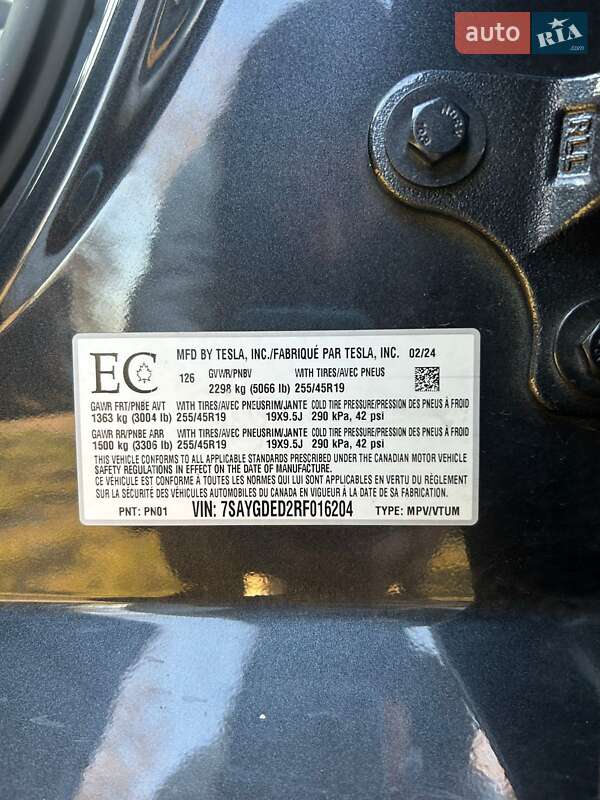 auto RIA.com
RLL
EC
MFD BY TESLA, INC./FABRIQUÉ PAR TESLA, INC. 02/24
126 GVWR/PNBV WITH TIRES/AVEC PNEUS
2298 kg (5066 lb) 255/45R19
GAWR FRT/PNBE AVT WITH TIRES/AVEC PNEUS RIM/JANTE COLD TIRE PRESSURE/PRESSION DES PNEUS À FROID
1363 kg (3004 lb) 255/45R19 19X9.5J 290 kPa, 42 psi
GAWR RR/PNBE ARR WITH TIRES/AVEC PNEUS RIM/JANTE COLD TIRE PRESSURE/PRESSION DES PNEUS À FROID
1500 kg (3306 lb) 255/45R19 19X9.5J 290 kPa, 42 psi
THIS VEHICLE CONFORMS TO ALL APPLICABLE STANDARDS PRESCRIBED UNDER THE CANADIAN MOTOR VEHICLE
SAFETY REGULATIONS IN EFFECT ON THE DATE OF MANUFACTURE.
CE VÉHICULE EST CONFORME À TOUTES LES NORMES QUI LUI SONT APPLICABLES EN VERTU DU RÈGLEMENT
SUR LA SÉCURITÉ DES VÉHICULES AUTOMOBILES DU CANADA EN VIGUEUR À LA DATE DE SA FABRICATION.
PNT: PN01 VIN: 7SAYGDED2RF016204 TYPE: MPV/VTUM